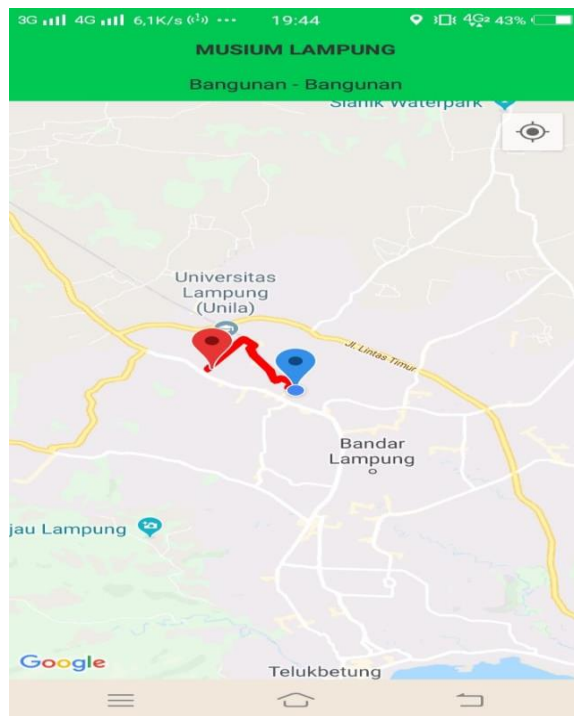 3G 4G 6,1K/s ··· 19:44 4G 2 43%
MUSIUM LAMPUNG
Bangunan - Bangunan
Slanik Waterpark
Universitas
Lampung
(Unila)
Jl. Lintas Timur
Bandar
Lampung
jau Lampung
Google
Telukbetung